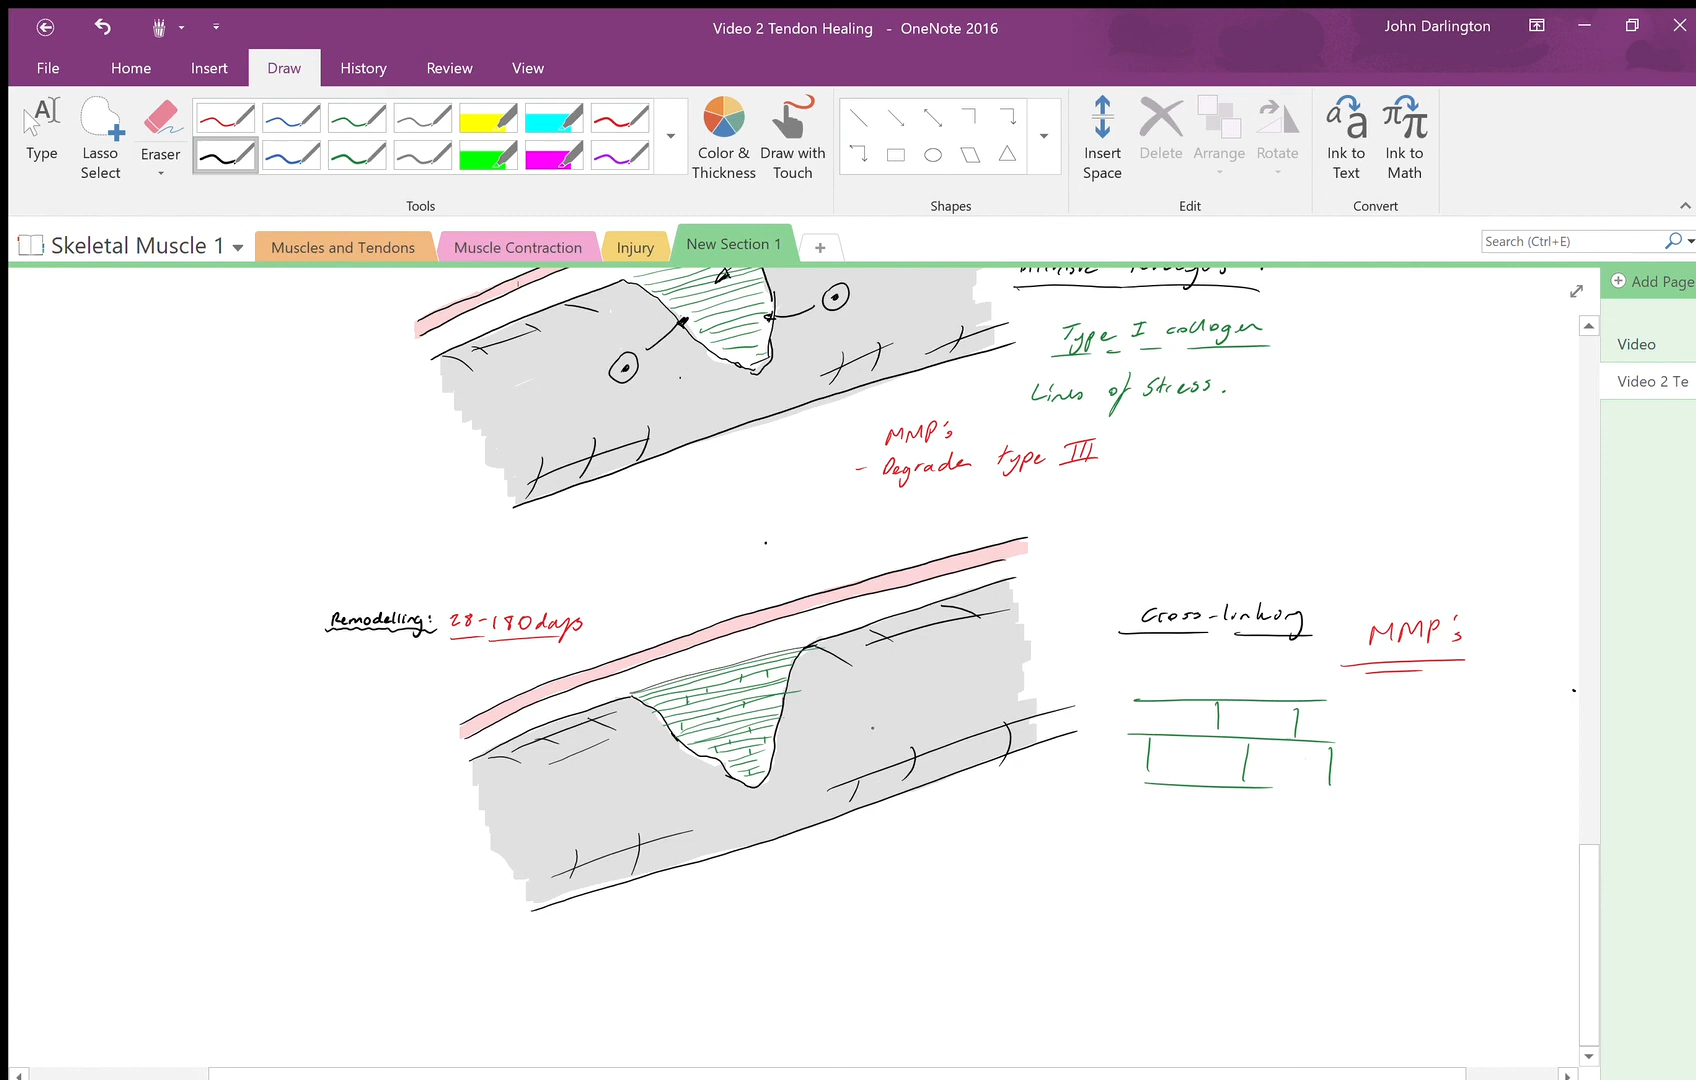 Video 2 Tendon Healing - OneNote 2016
John Darlington
File Home Insert Draw History Review View
Type
Lasso Select
Eraser
Color & Thickness
Draw with Touch
Insert Space
Delete
Arrange
Rotate
Ink to Text
Ink to Math
Tools
Shapes
Edit
Convert
Skeletal Muscle 1
Muscles and Tendons
Muscle Contraction
Injury
New Section 1
Search (Ctrl+E)
Add Page
Video
Video 2 Te
Type I collagen
Lines of Stress.
MMP's
- Degrade type III
Remodelling: 28-180 days
Cross-linking
MMP's